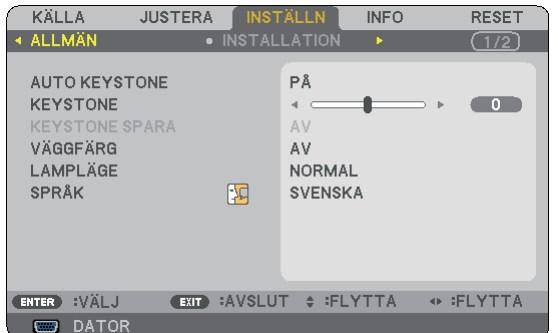 KÄLLA JUSTERA INSTÄLLN INFO RESET
ALLMÄN • INSTALLATION 1/2
AUTO KEYSTONE PÅ
KEYSTONE 0
KEYSTONE SPARA AV
VÄGGFÄRG AV
LAMPLÄGE NORMAL
SPRÅK SVENSKA
ENTER :VÄLJ EXIT :AVSLUT :FLYTTA :FLYTTA
DATOR